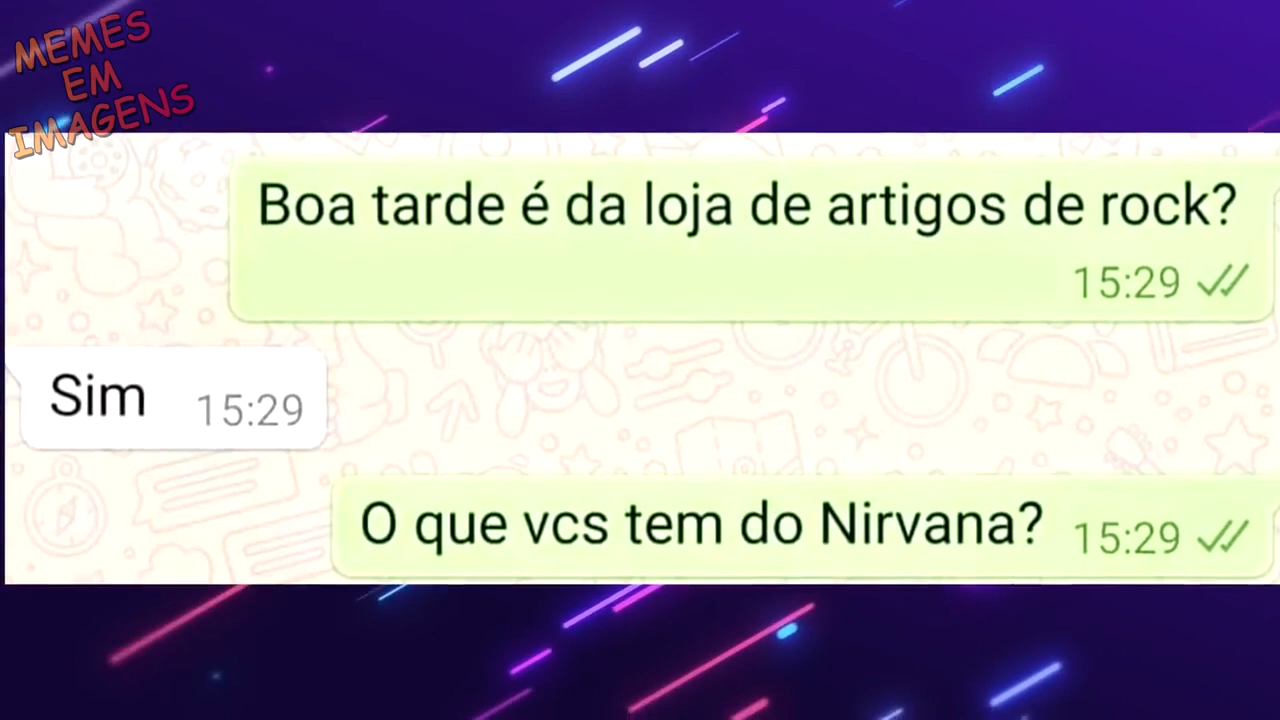 MEMES
EM
IMAGENS
Boa tarde é da loja de artigos de rock?
15:29
Sim 15:29
O que vcs tem do Nirvana? 15:29